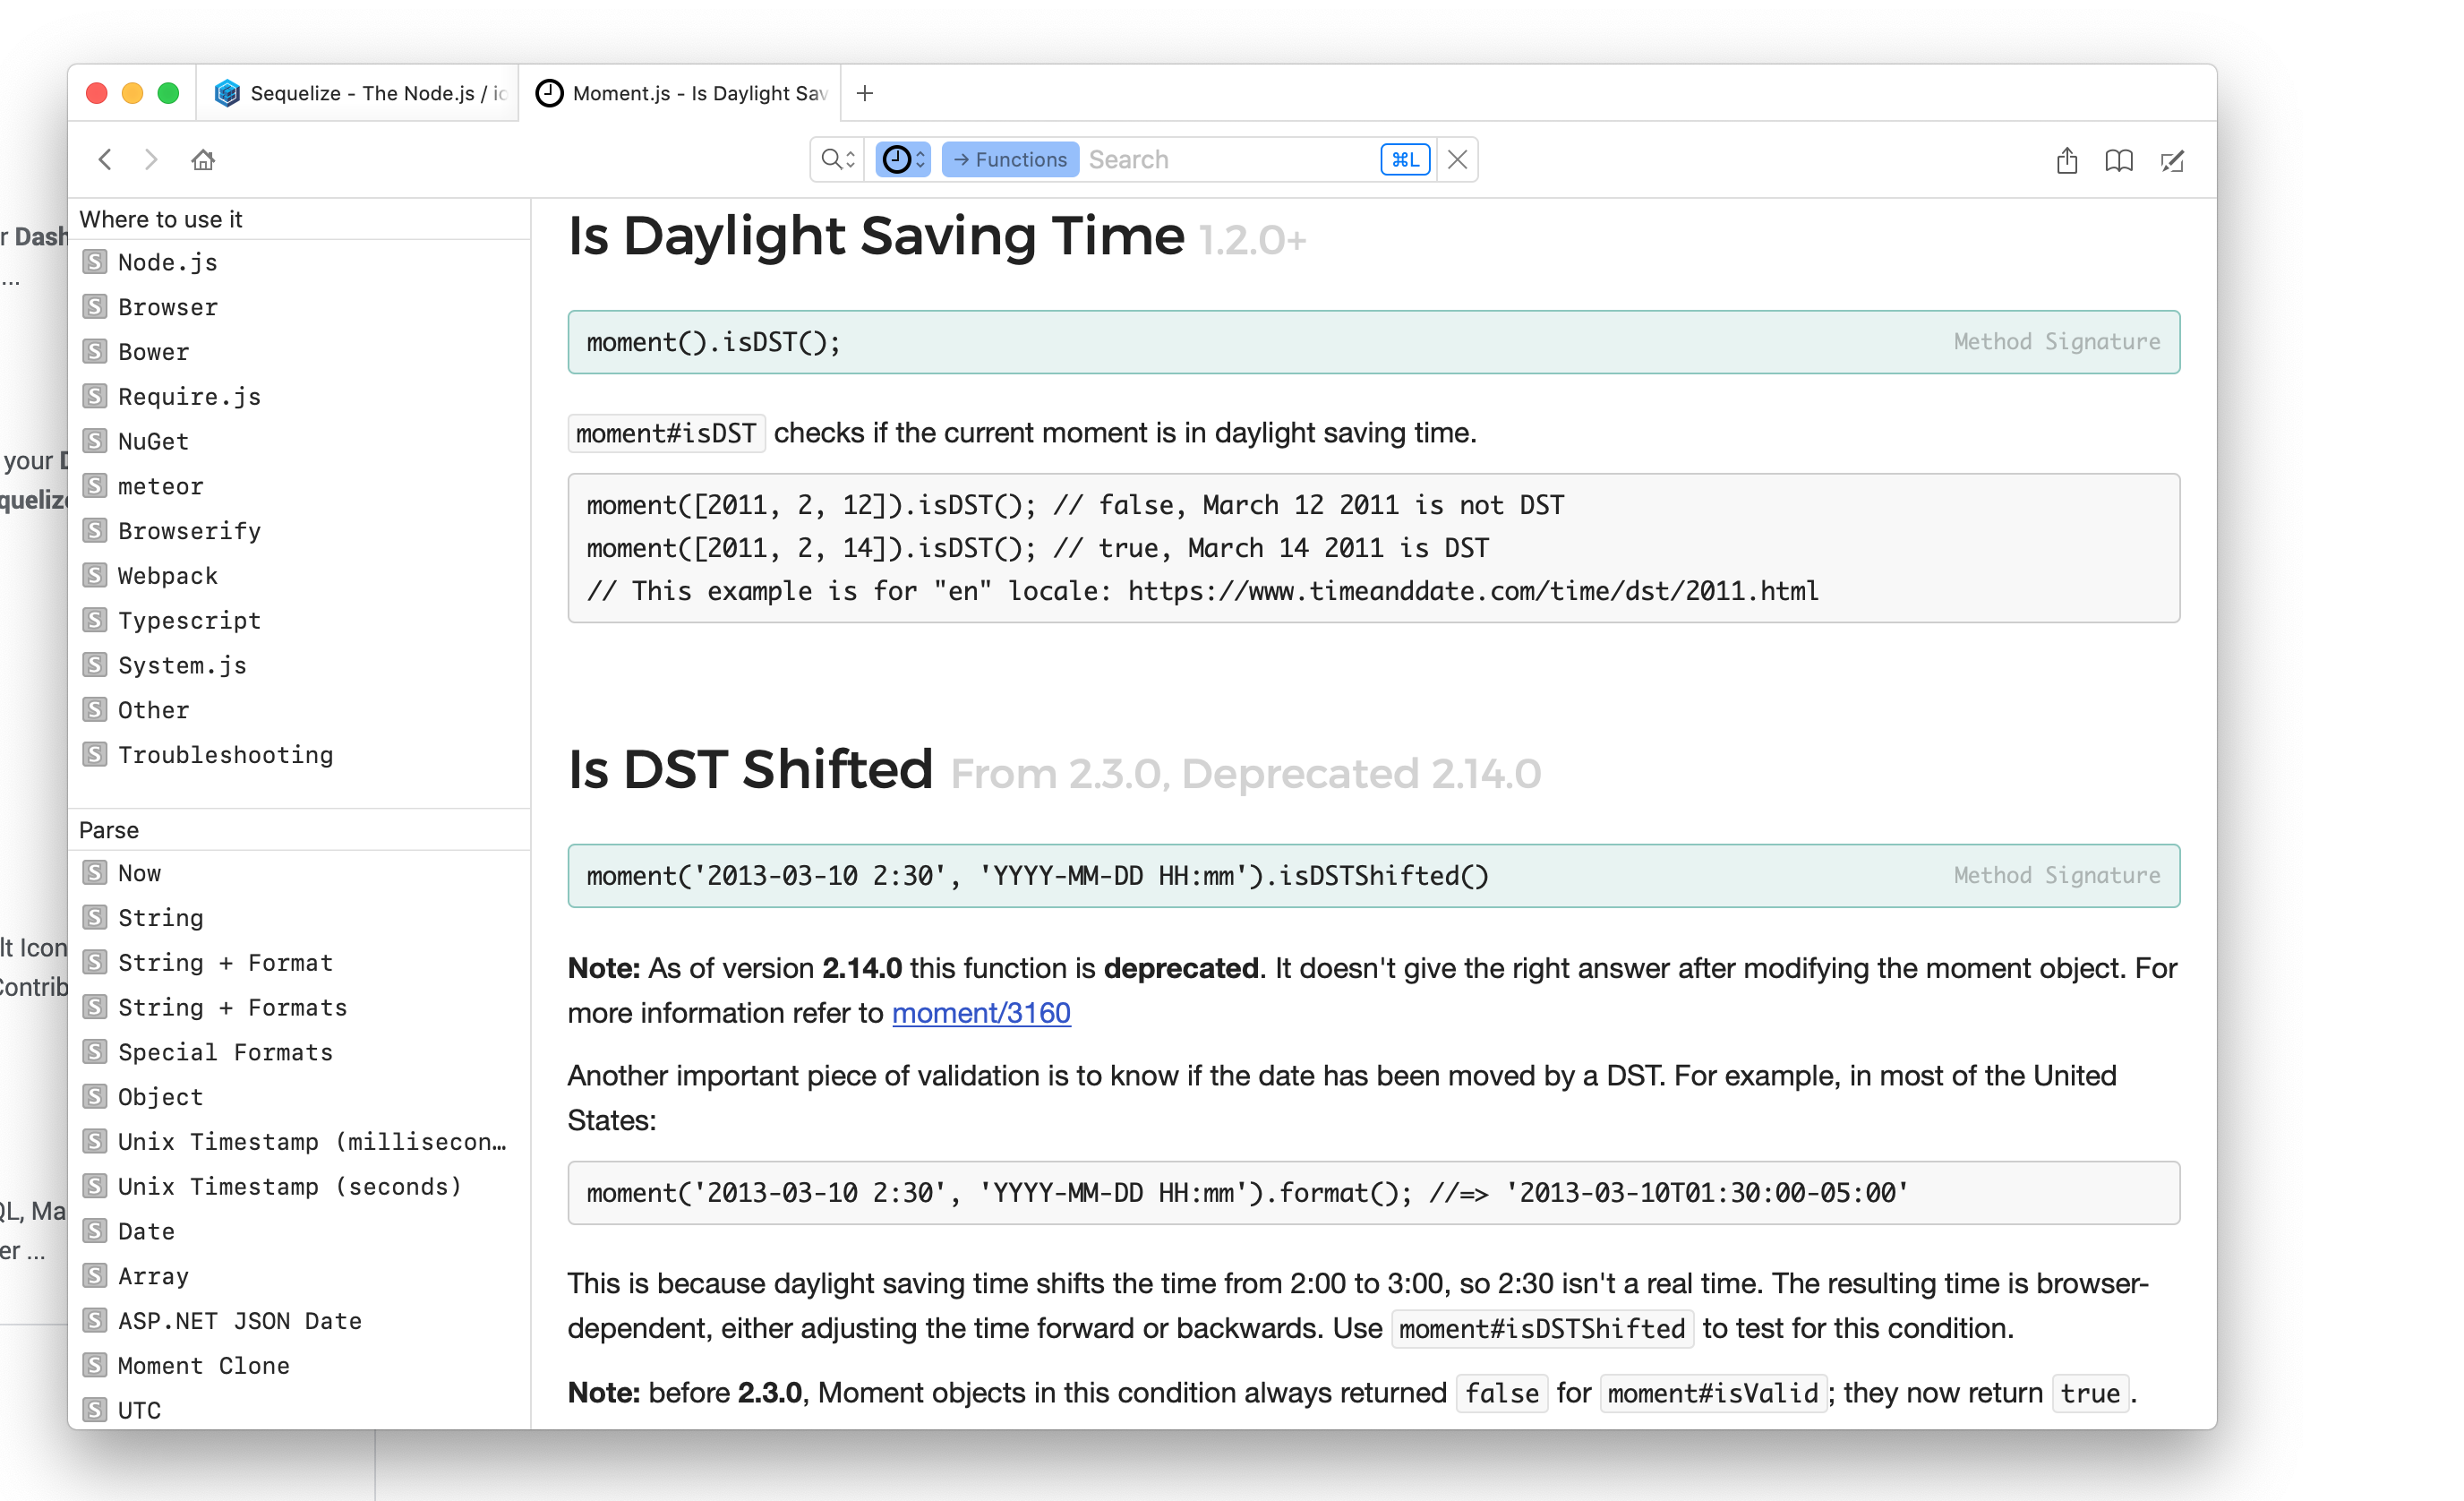 Sequelize - The Node.js /
Moment.js - Is Daylight Sav
→ Functions Search ⌘L
r Dash
...
your
quelize
lt Icon
Contrib
QL, Ma
er ...
Where to use it
Node.js
Browser
Bower
Require.js
NuGet
meteor
Browserify
Webpack
Typescript
System.js
Other
Troubleshooting
Parse
Now
String
String + Format
String + Formats
Special Formats
Object
Unix Timestamp (millisecon…
Unix Timestamp (seconds)
Date
Array
ASP.NET JSON Date
Moment Clone
UTC
Is Daylight Saving Time 1.2.0+
moment().isDST(); Method Signature
moment#isDST checks if the current moment is in daylight saving time.
moment([2011, 2, 12]).isDST(); // false, March 12 2011 is not DST
moment([2011, 2, 14]).isDST(); // true, March 14 2011 is DST
// This example is for "en" locale: https://www.timeanddate.com/time/dst/2011.html
Is DST Shifted From 2.3.0, Deprecated 2.14.0
moment('2013-03-10 2:30', 'YYYY-MM-DD HH:mm').isDSTShifted() Method Signature
Note: As of version 2.14.0 this function is deprecated. It doesn't give the right answer after modifying the moment object. For
more information refer to moment/3160
Another important piece of validation is to know if the date has been moved by a DST. For example, in most of the United
States:
moment('2013-03-10 2:30', 'YYYY-MM-DD HH:mm').format(); //=> '2013-03-10T01:30:00-05:00'
This is because daylight saving time shifts the time from 2:00 to 3:00, so 2:30 isn't a real time. The resulting time is browser-
dependent, either adjusting the time forward or backwards. Use moment#isDSTShifted to test for this condition.
Note: before 2.3.0, Moment objects in this condition always returned false for moment#isValid; they now return true.